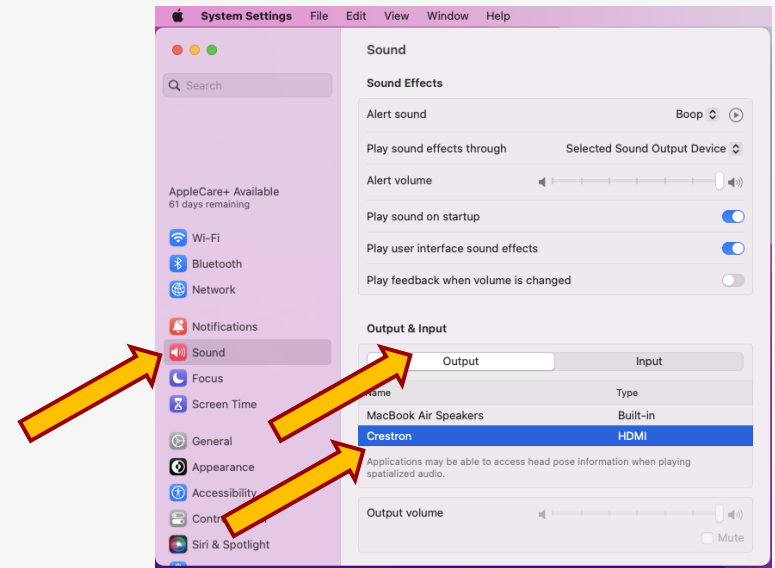 System Settings File Edit View Window Help
Search
AppleCare+ Available
61 days remaining
Wi-Fi
Bluetooth
Network
Notifications
Sound
Focus
Screen Time
General
Appearance
Accessibility
Siri & Spotlight
Sound
Sound Effects
Alert sound Boop
Play sound effects through Selected Sound Output Device
Alert volume
Play sound on startup
Play user interface sound effects
Play feedback when volume is changed
Output & Input
Output Input
Name Type
MacBook Air Speakers Built-in
Crestron HDMI
Applications may be able to access head pose information when playing
spatialized audio.
Output volume
Mute